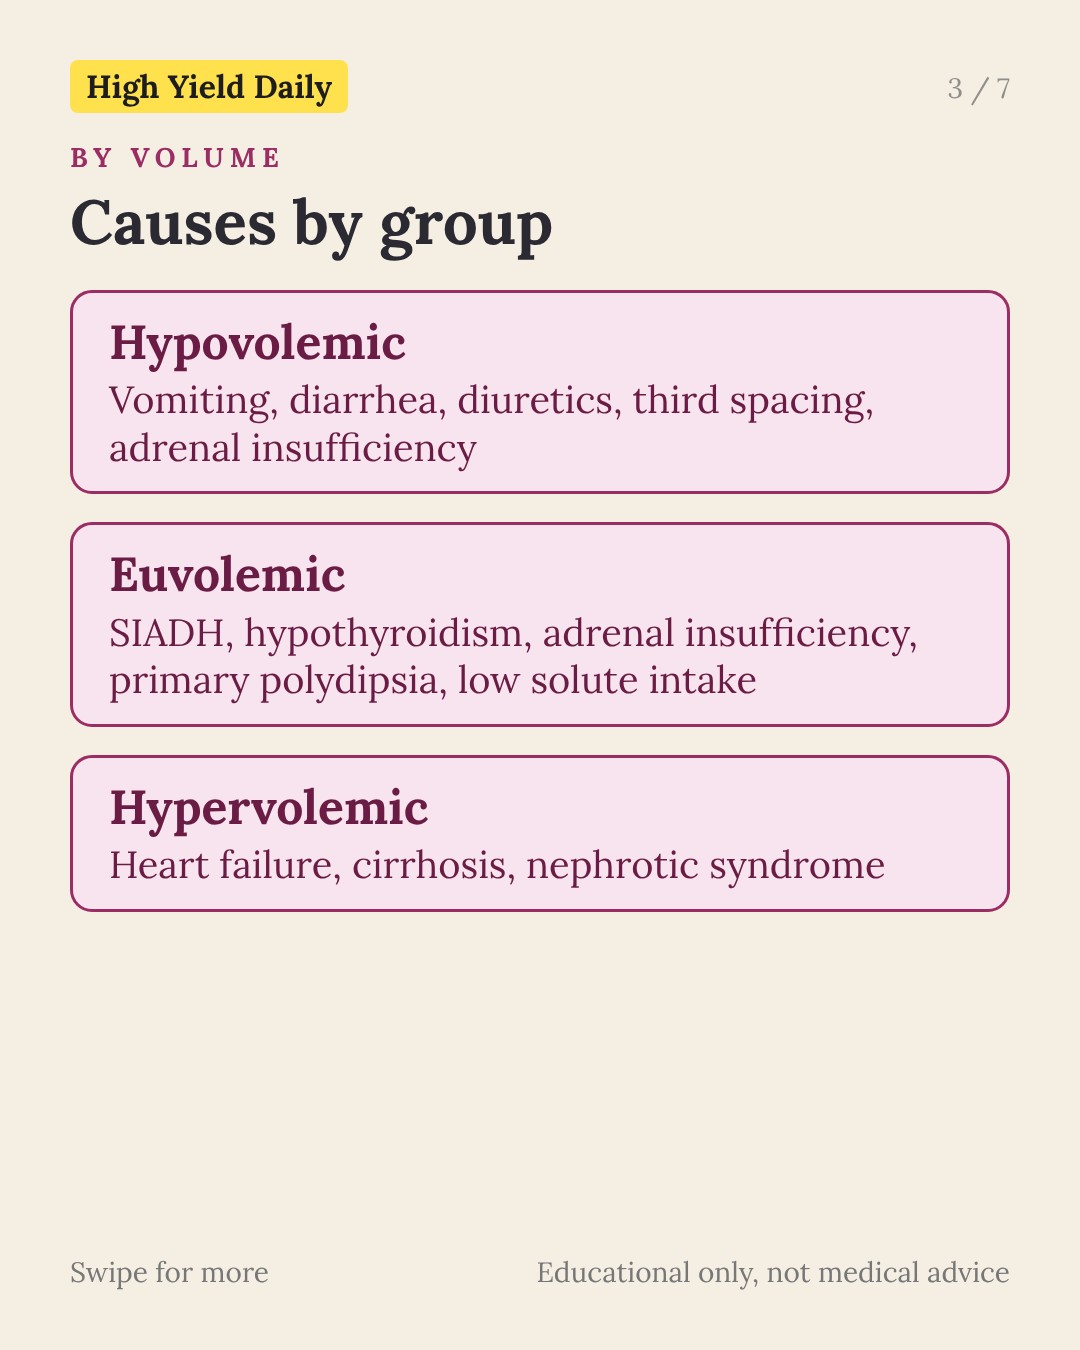 High Yield Daily
3 / 7
BY VOLUME
Causes by group
Hypovolemic
Vomiting, diarrhea, diuretics, third spacing,
adrenal insufficiency
Euvolemic
SIADH, hypothyroidism, adrenal insufficiency,
primary polydipsia, low solute intake
Hypervolemic
Heart failure, cirrhosis, nephrotic syndrome
Swipe for more
Educational only, not medical advice